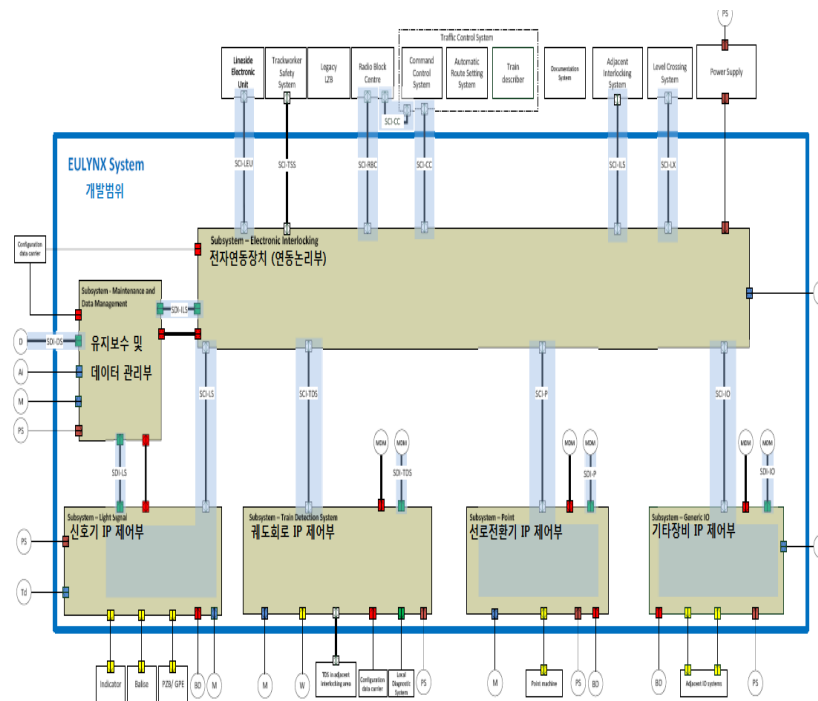 PS
Traffic Control System
Lineside
Electronic
Unit
Trackworker
Safety
System
Legacy
LZB
Radio Block
Centre
Command
Control
System
Automatic
Route Setting
System
Train
describer
Documentation
System
Adjacent
Interlocking
System
Level Crossing
System
Power Supply
SCI-CC
SCI-LEU
SCI-TSS
SCI-RBC
SCI-CC
SCI-ILS
SCI-LX
EULYNX System
개발범위
Subsystem – Electronic Interlocking
전자연동장치 (연동논리부)
Configuration
data carrier
Subsystem - Maintenance and
Data Management
유지보수 및
데이터 관리부
SDI-ILS
D
SDI-DS
Ai
M
PS
SCI-LS
SCI-TDS
SCI-P
SCI-IO
SDI-LS
MDM
MDM
SDI-TDS
MDM
MDM
SDI-P
MDM
MDM
SDI-IO
Subsystem – Light Signal
신호기 IP 제어부
Subsystem – Train Detection System
궤도회로 IP 제어부
Subsystem – Point
선로전환기 IP 제어부
Subsystem – Generic IO
기타장비 IP 제어부
PS
Td
Indicator
Balise
PZB/ GPE
BD
M
M
W
TDS in adjacent
interlocking area
Configuration
data carrier
Local
Diagnostic
System
PS
M
Point machine
PS
BD
BD
Adjacent IO systems
PS